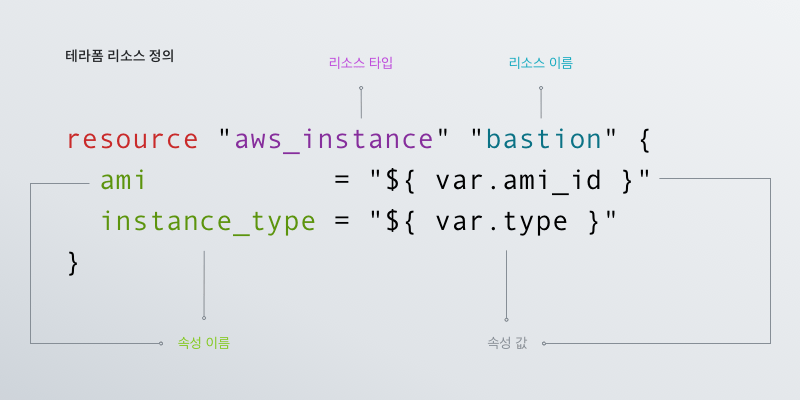 테라폼 리소스 정의
리소스 타입 리소스 이름
resource "aws_instance" "bastion" {
ami = "${ var.ami_id }"
instance_type = "${ var.type }"
}
속성 이름 속성 값